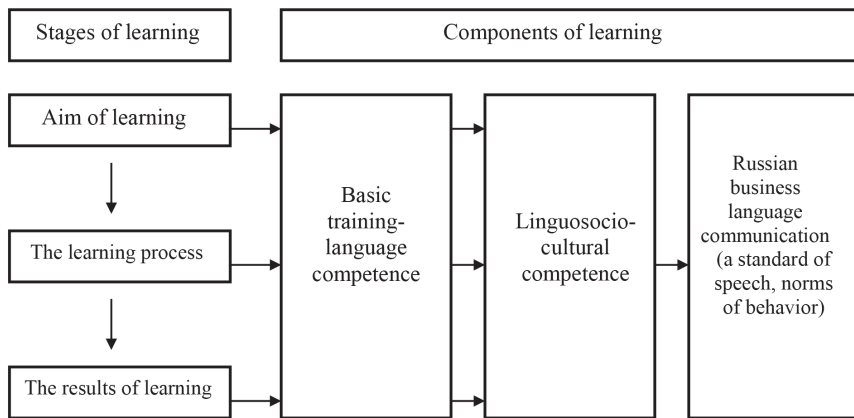 Stages of learning
Components of learning
Aim of learning
The learning process
The results of learning
Basic
training-
language
competence
Linguosocio-
cultural
competence
Russian
business
language
communication
(a standard of
speech, norms
of behavior)